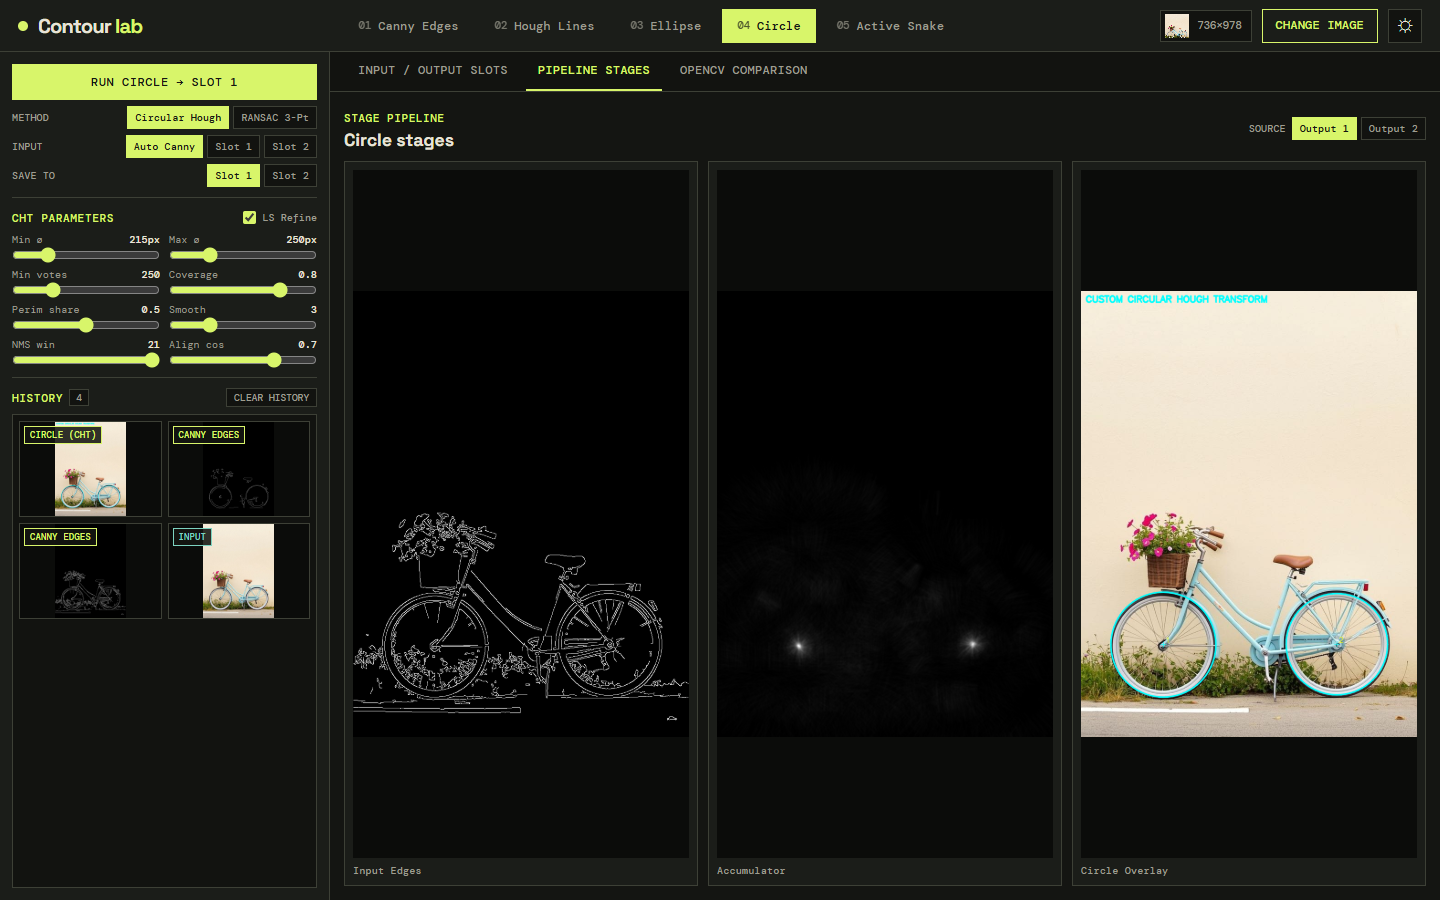 Contour lab
01 Canny Edges
02 Hough Lines
03 Ellipse
04 Circle
05 Active Snake
736×978
CHANGE IMAGE
RUN CIRCLE → SLOT 1
METHOD Circular Hough RANSAC 3-Pt
INPUT Auto Canny Slot 1 Slot 2
SAVE TO Slot 1 Slot 2
CHT PARAMETERS LS Refine
Min ø 215px Max ø 250px
Min votes 250 Coverage 0.8
Perim share 0.5 Smooth 3
NMS win 21 Align cos 0.7
HISTORY 4 CLEAR HISTORY
CIRCLE (CHT) CANNY EDGES
CANNY EDGES INPUT
INPUT / OUTPUT SLOTS PIPELINE STAGES OPENCV COMPARISON
STAGE PIPELINE
Circle stages
SOURCE Output 1 Output 2
CUSTOM CIRCULAR HOUGH TRANSFORM
Input Edges
Accumulator
Circle Overlay